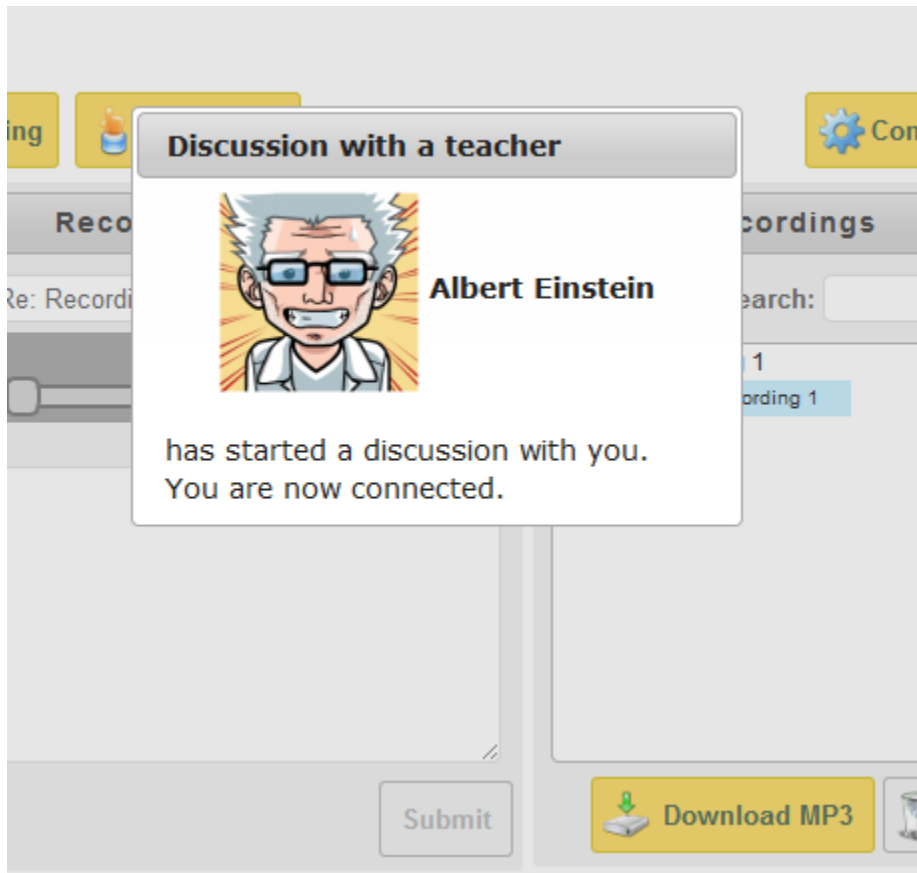 ing
Con
Discussion with a teacher
Reco
cordings
Albert Einstein
Re: Recordi
earch:
1
ording 1
has started a discussion with you.
You are now connected.
Submit
Download MP3